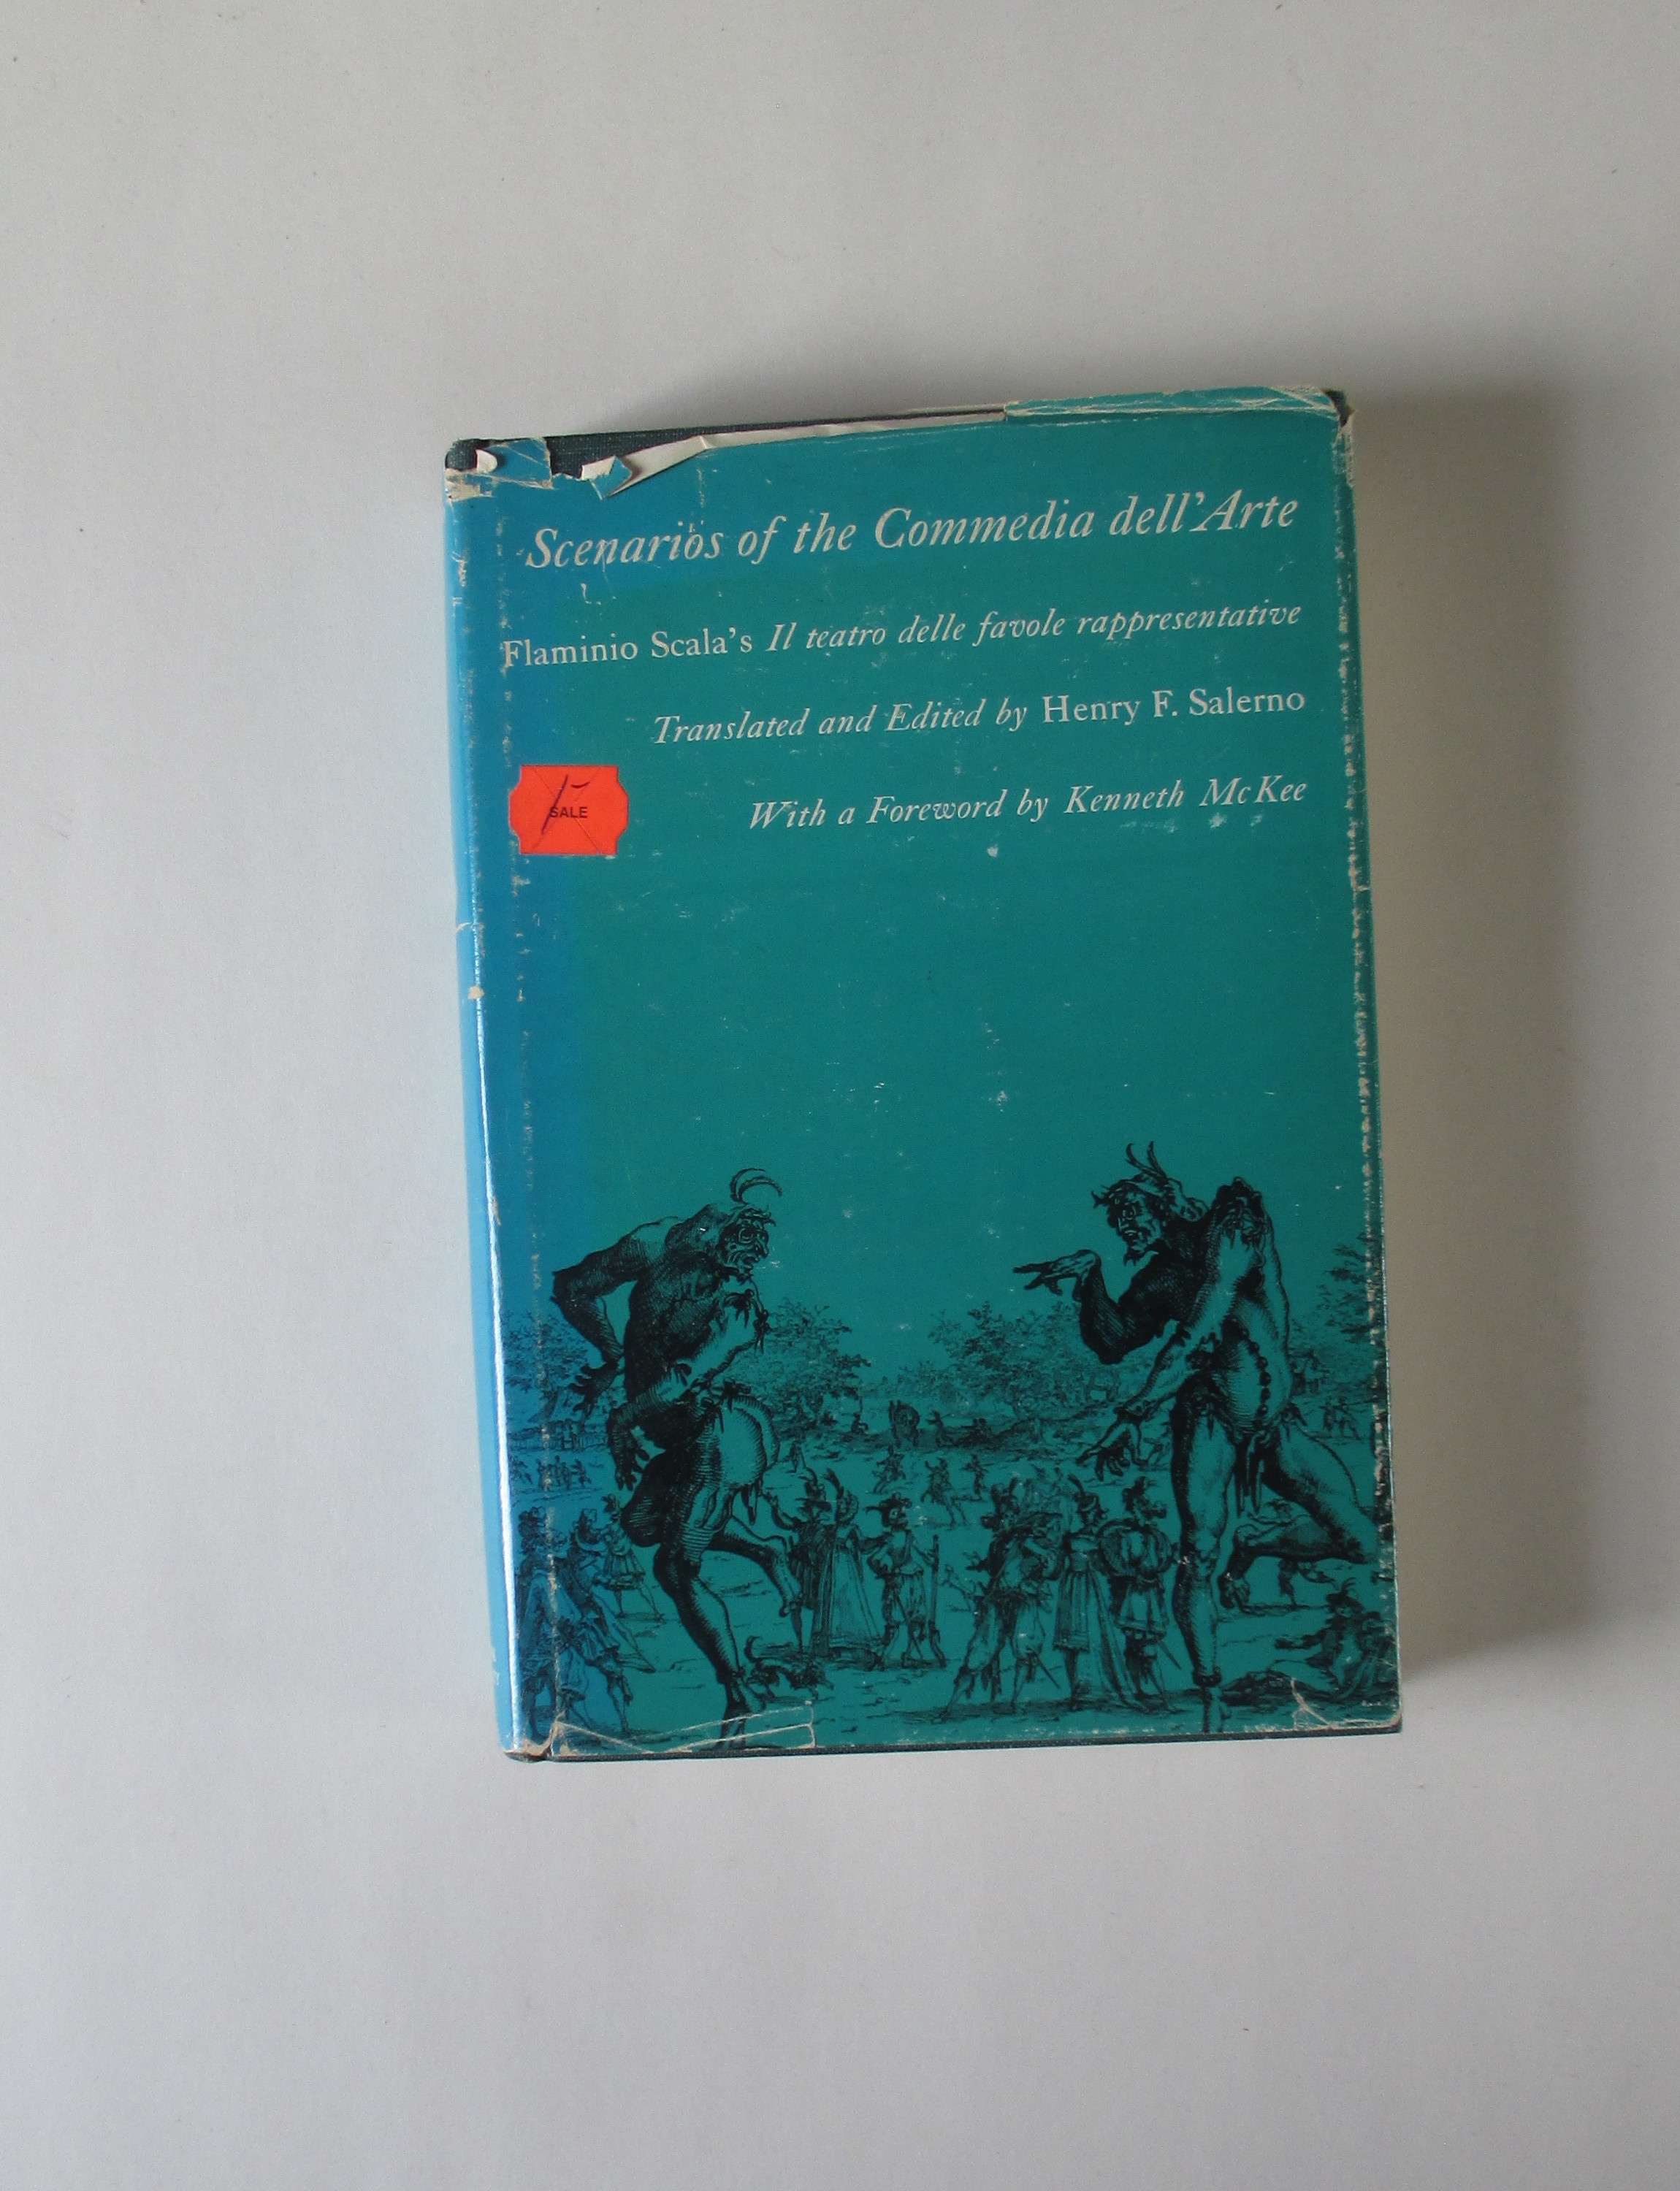 Scenarios of the Commedia dell'Arte
Flaminio Scala's Il teatro delle favole rappresentative
Translated and Edited by Henry F. Salerno
With a Foreword by Kenneth McKee
SALE